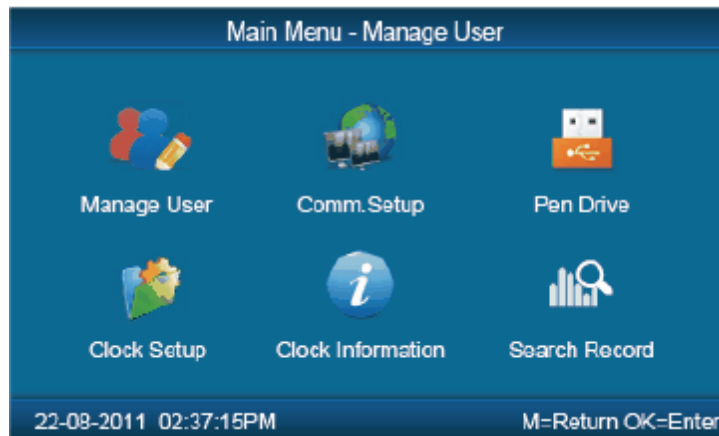 Main Menu - Manage User
Manage User Comm.Setup Pen Drive
Clock Setup Clock Information Search Record
22-08-2011 02:37:15PM M=Return OK=Enter